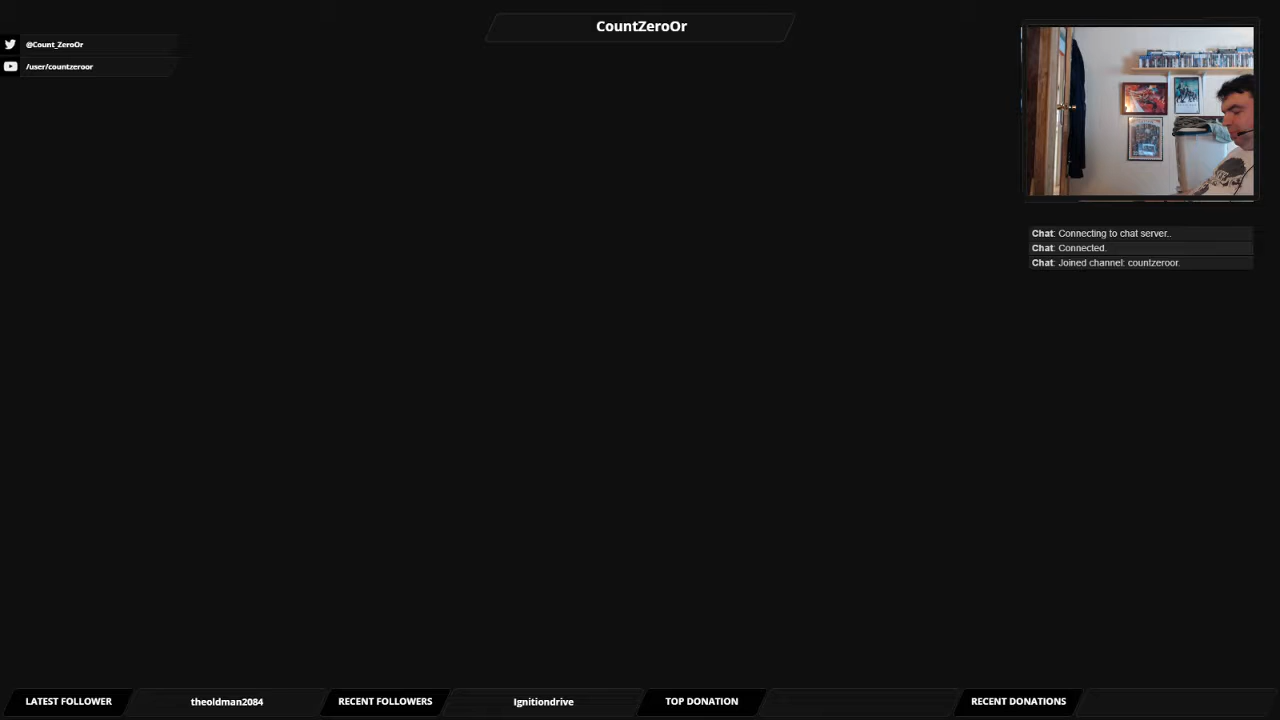 CountZeroOr
@Count_ZeroOr
/user/countzeroor
Chat: Connecting to chat server..
Chat: Connected.
Chat: Joined channel: countzeroor.
LATEST FOLLOWER
theoldman2084
RECENT FOLLOWERS
Ignitiondrive
TOP DONATION
RECENT DONATIONS